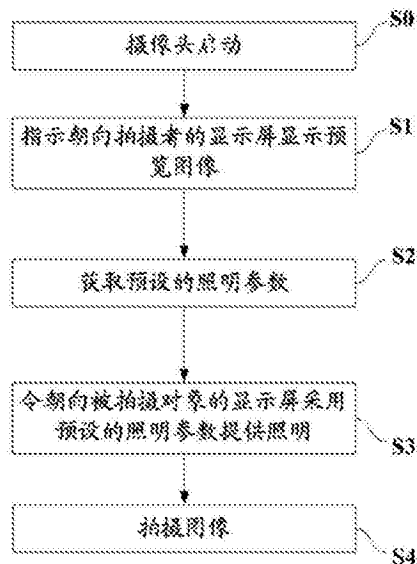 S0
摄像头启动
S1
指示朝向拍摄者的显示屏显示预
览图像
S2
获取预设的照明参数
令朝向被拍摄对象的显示屏采用
预设的照明参数提供照明
S3
拍摄图像
S4